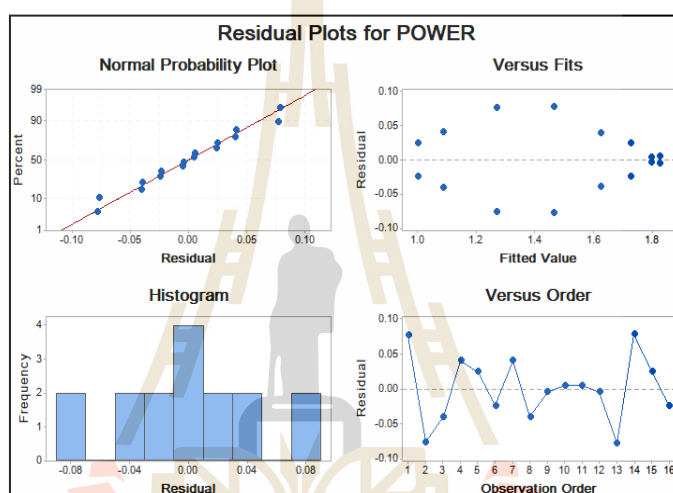 Residual Plots for POWER
Normal Probability Plot
99
90
50
10
1
Percent
-0.10 -0.05 0.00 0.05 0.10
Residual
Versus Fits
0.10
0.05
0.00
-0.05
-0.10
Residual
1.0 1.2 1.4 1.6 1.8
Fitted Value
Histogram
4
3
2
1
0
Frequency
-0.08 -0.04 0.00 0.04 0.08
Residual
Versus Order
0.10
0.05
0.00
-0.05
-0.10
Residual
1 2 3 4 5 6 7 8 9 10 11 12 13 14 15 16
Observation Order